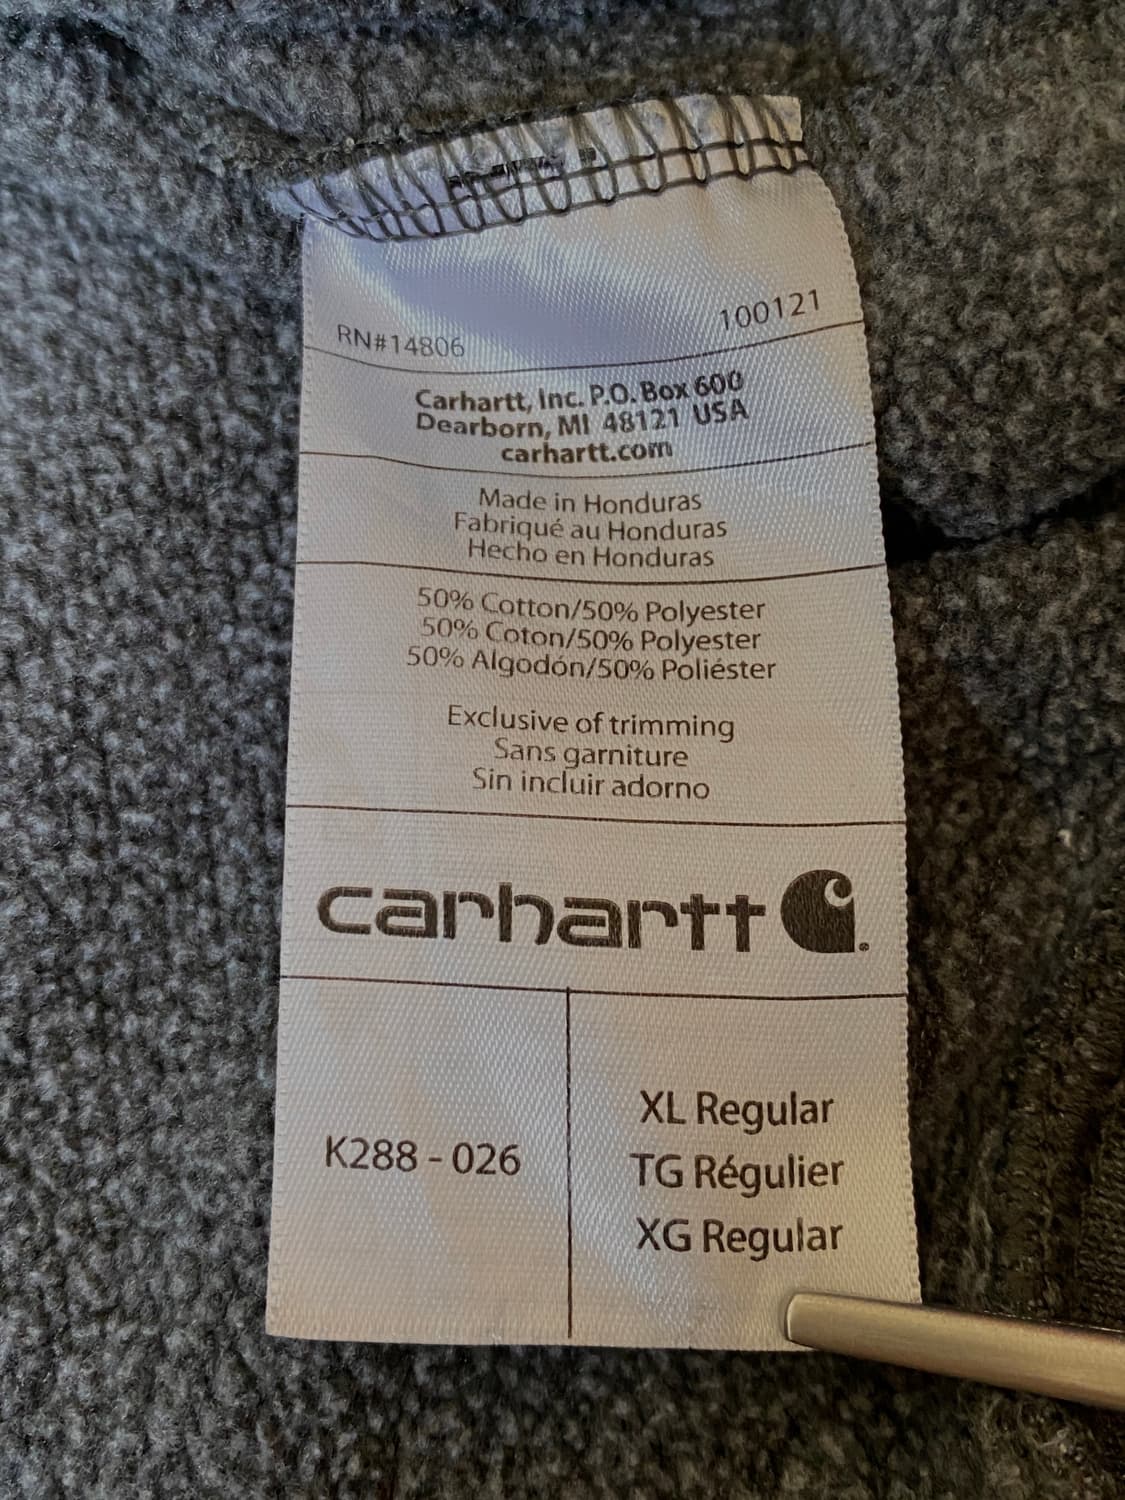 RN#14806
100121
Carhartt, Inc. P.O. Box 600
Dearborn, MI 48121 USA
carhartt.com
Made in Honduras
Fabriqué au Honduras
Hecho en Honduras
50% Cotton/50% Polyester
50% Coton/50% Polyester
50% Algodón/50% Poliéster
Exclusive of trimming
Sans garniture
Sin incluir adorno
carhartt
K288 - 026
XL Regular
TG Régulier
XG Regular